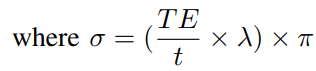 where σ = (TE/t × λ) × π